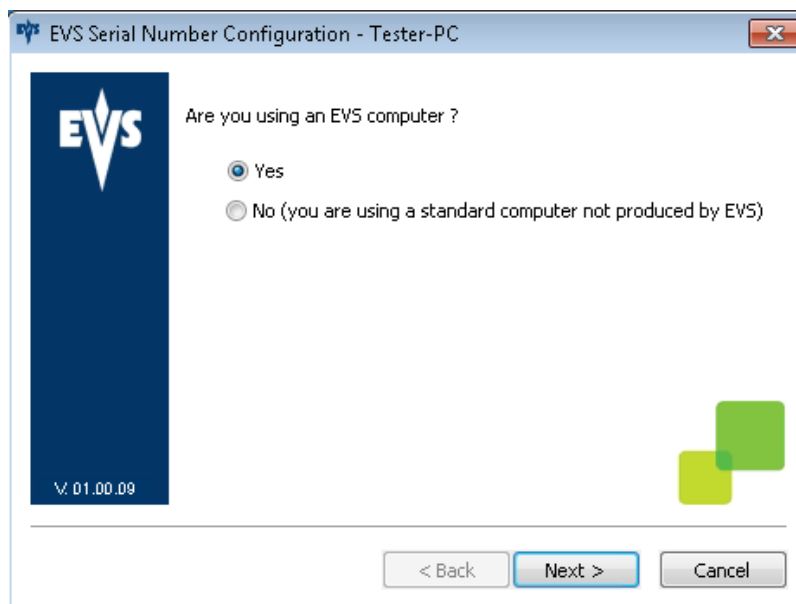 EVS EVS Serial Number Configuration - Tester-PC
EVS
Are you using an EVS computer ?
Yes
No (you are using a standard computer not produced by EVS)
V. 01.00.09
< Back Next > Cancel